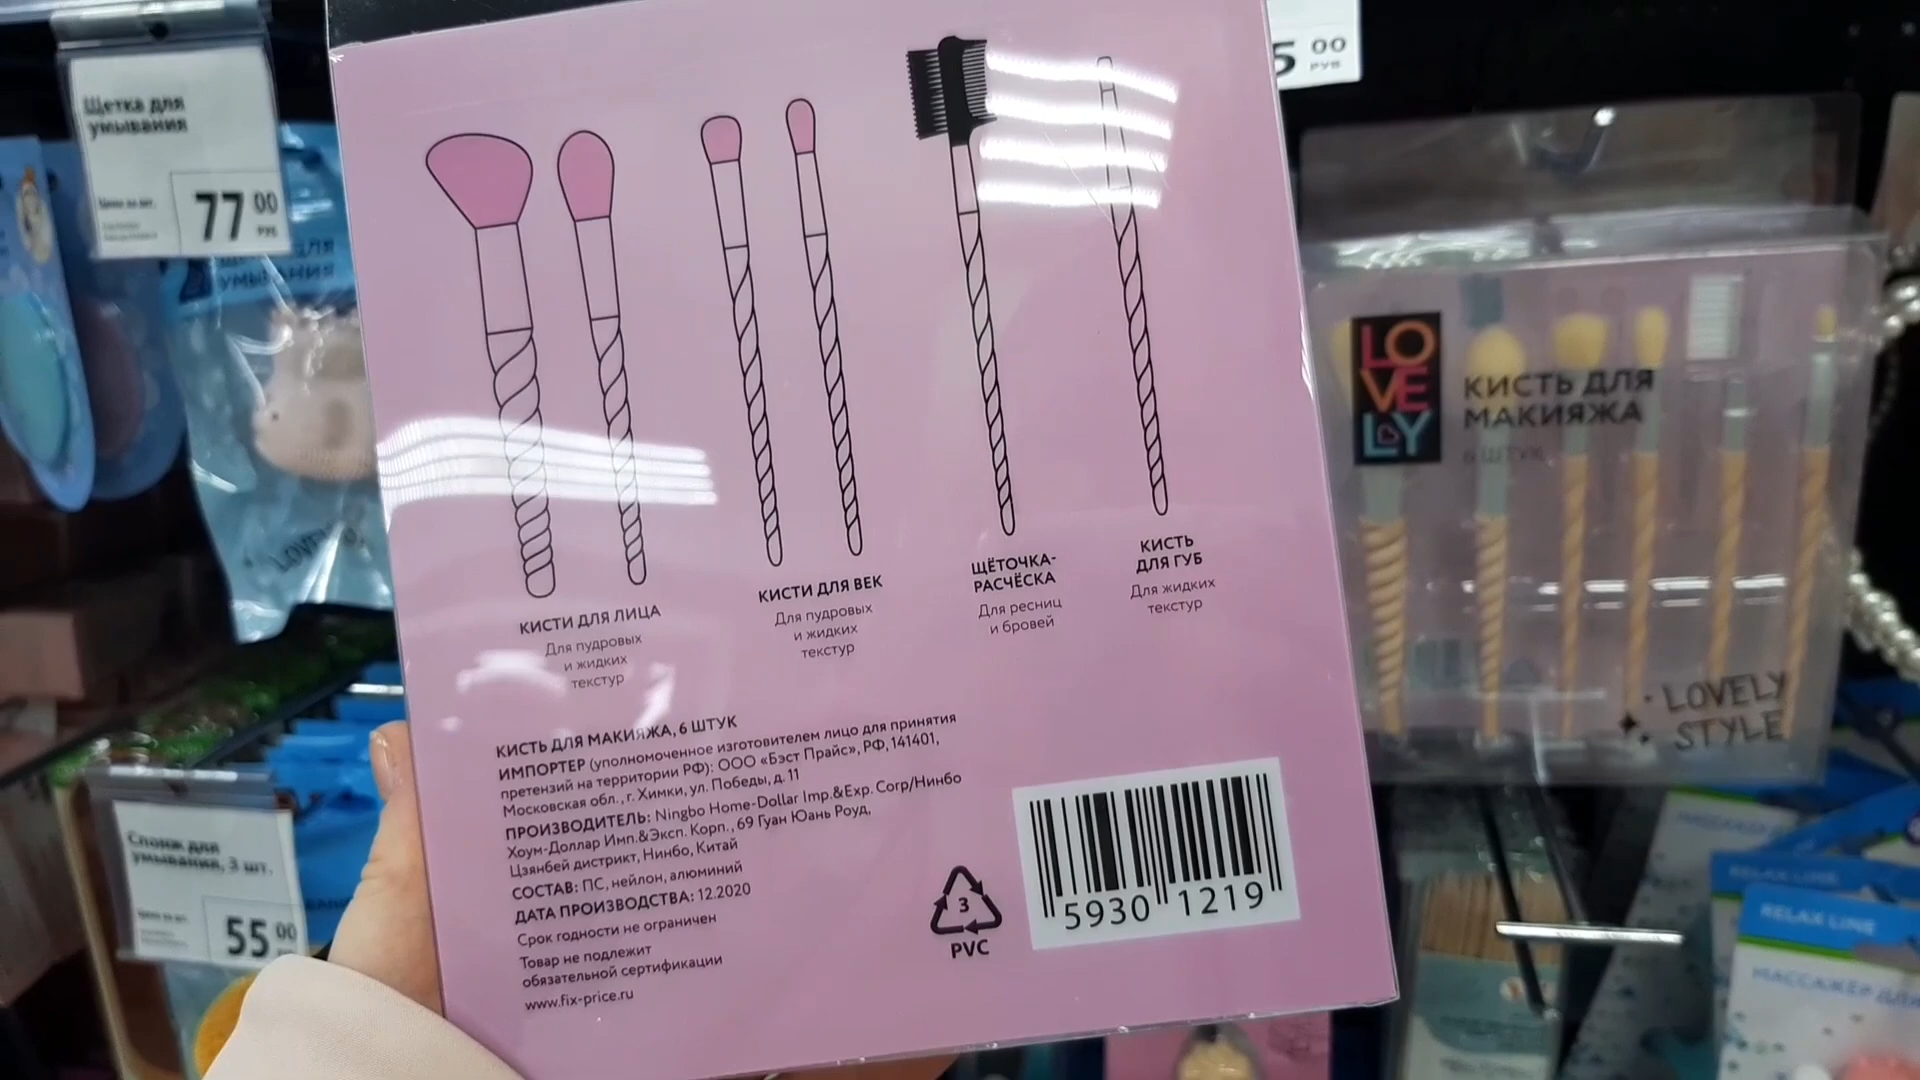 Щетка для
умывания
77 00
РУБ
5 00
РУБ
УМЫВАНИЯ
LO
VE
LY
КИСТЬ ДЛЯ
МАКИЯЖА
6 ШТУК
LOVELY
STYLE
КИСТИ ДЛЯ ЛИЦА
Для пудровых
и жидких
текстур
КИСТИ ДЛЯ ВЕК
Для пудровых
и жидких
текстур
ЩЁТОЧКА-
РАСЧЁСКА
Для ресниц
и бровей
КИСТЬ
ДЛЯ ГУБ
Для жидких
текстур
КИСТЬ ДЛЯ МАКИЯЖА, 6 ШТУК
ИМПОРТЕР (уполномоченное изготовителем лицо для принятия
претензий на территории РФ): ООО «Бэст Прайс», РФ, 141401,
Московская обл., г. Химки, ул. Победы, д. 11
ПРОИЗВОДИТЕЛЬ: Ningbo Home-Dollar Imp.&Exp. Corp/Нинбо
Хоум-Доллар Имп.&Эксп. Корп., 69 Гуан Юань Роуд,
Цзянбей дистрикт, Нинбо, Китай
СОСТАВ: ПС, нейлон, алюминий
ДАТА ПРОИЗВОДСТВА: 12.2020
Срок годности не ограничен
Товар не подлежит
обязательной сертификации
www.fix-price.ru
3
PVC
5930 1219
Спонж для
умывания, 3 шт.
55 00
RELAX LINE
RELAX LINE
МАССАЖЕР ДЛЯ